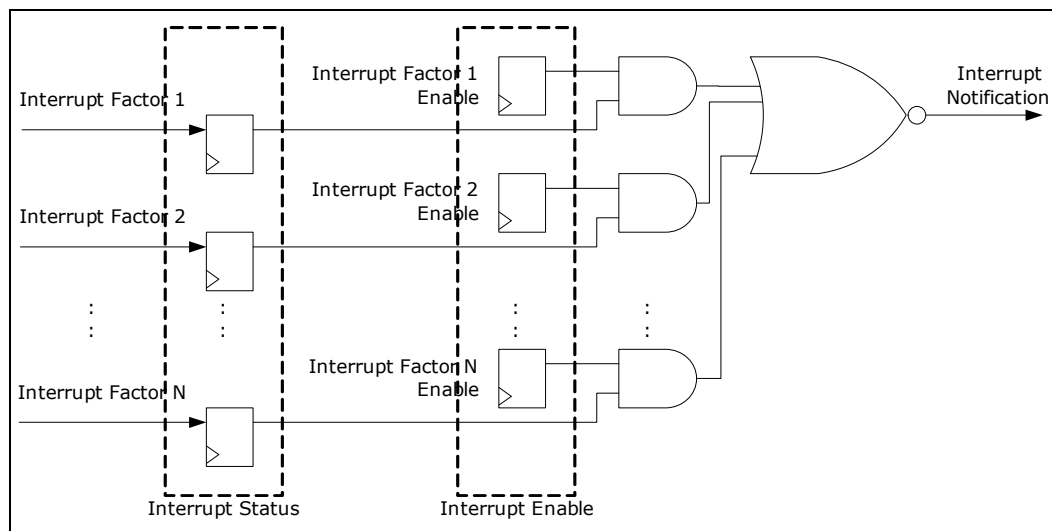 Interrupt Factor 1
Enable
Interrupt
Notification
Interrupt Factor 1
Interrupt Factor 2
Enable
Interrupt Factor 2
Interrupt Factor N
Enable
Interrupt Factor N
Interrupt Status
Interrupt Enable